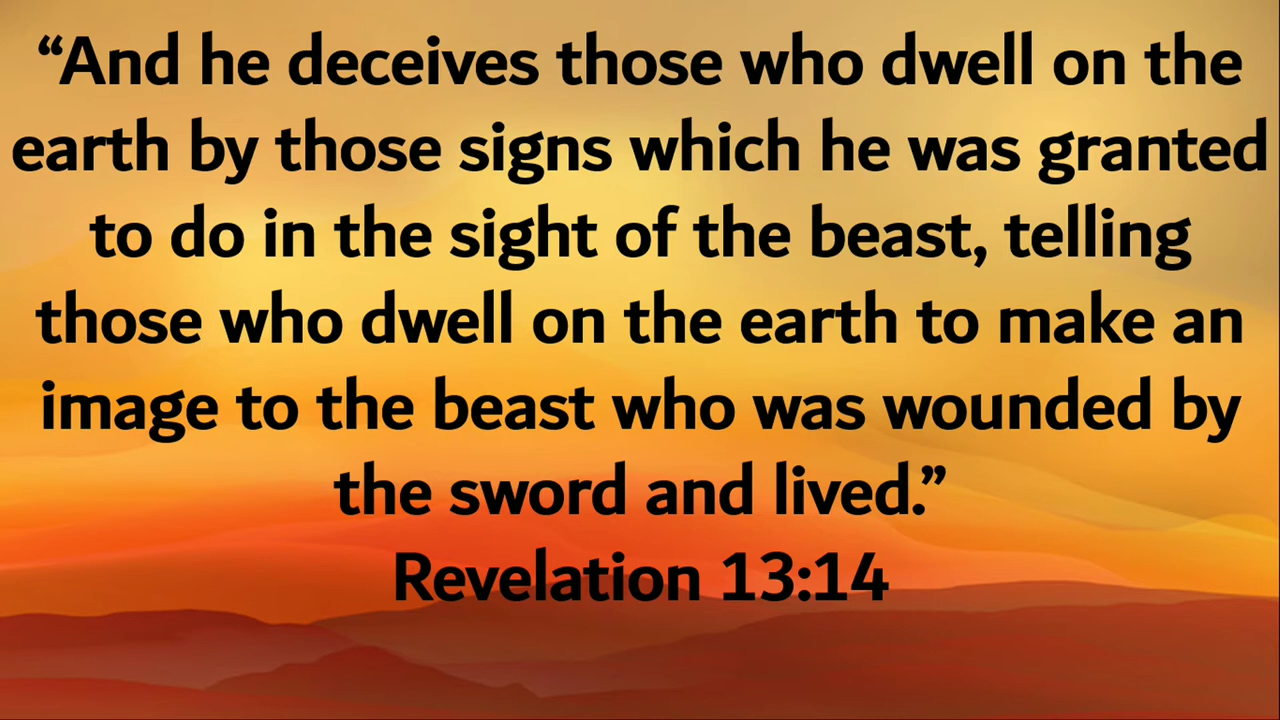 “And he deceives those who dwell on the
earth by those signs which he was granted
to do in the sight of the beast, telling
those who dwell on the earth to make an
image to the beast who was wounded by
the sword and lived.”
Revelation 13:14